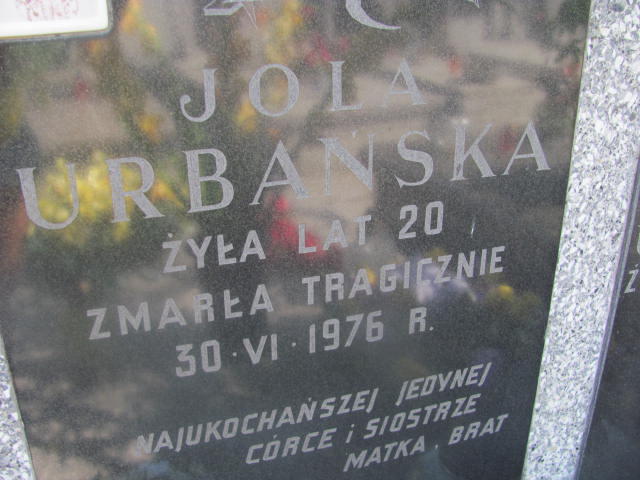 JOLA
URBAŃSKA
ŻYŁA LAT 20
ZMARŁA TRAGICZNIE
30·VI·1976 R.
NAJUKOCHAŃSZEJ JEDYNEJ
CÓRCE i SIOSTRZE
MATKA, BRAT